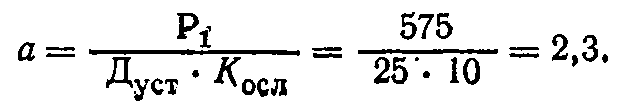 a = P₁ / (Д_уст · K_осл) = 575 / (25 · 10) = 2,3.